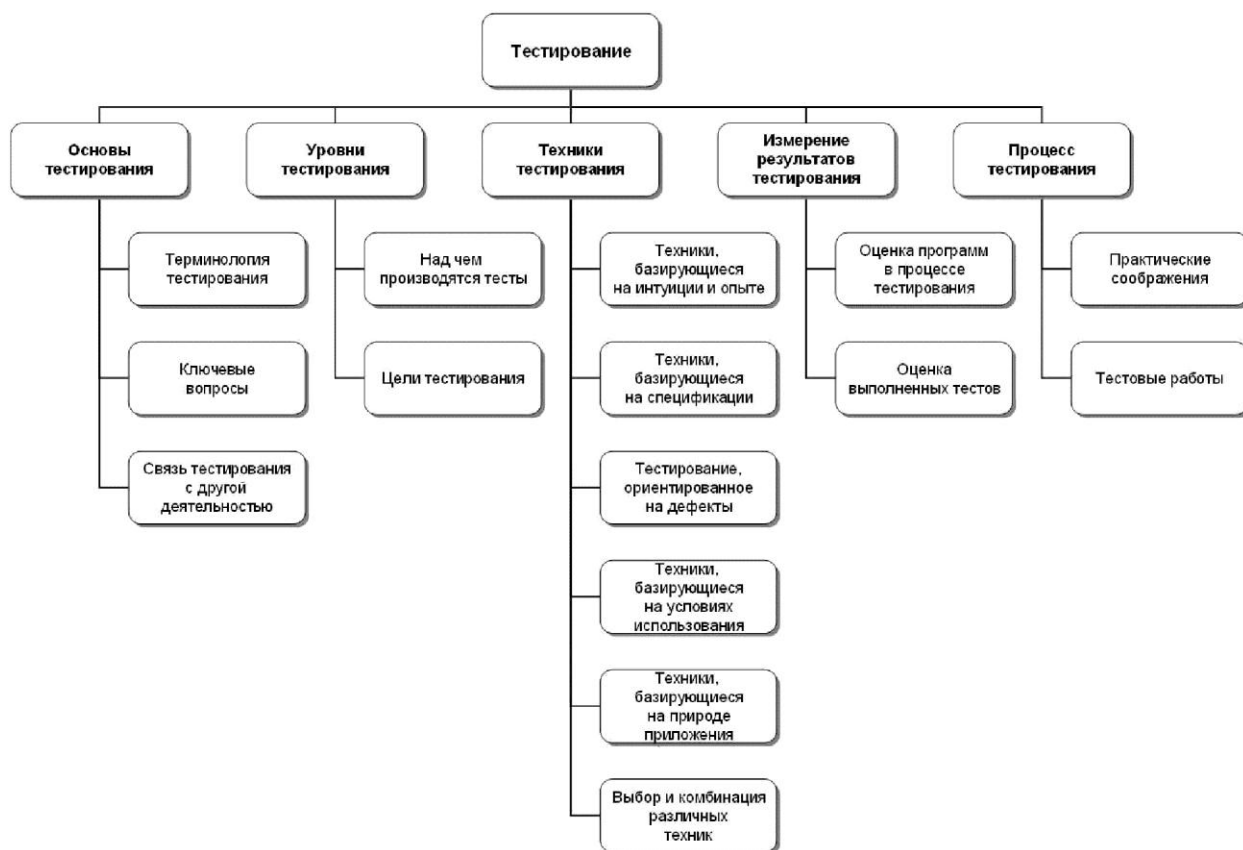 Тестирование
Основы
тестирования
Уровни
тестирования
Техники
тестирования
Измерение
результатов
тестирования
Процесс
тестирования
Терминология
тестирования
Ключевые
вопросы
Связь тестирования
с другой
деятельностью
Над чем
производятся тесты
Цели тестирования
Техники,
базирующиеся
на интуиции и опыте
Техники,
базирующиеся
на спецификации
Тестирование,
ориентированное
на дефекты
Техники,
базирующиеся
на условиях
использования
Техники,
базирующиеся
на природе
приложения
Выбор и комбинация
различных
техник
Оценка программ
в процессе
тестирования
Оценка
выполненных тестов
Практические
соображения
Тестовые работы